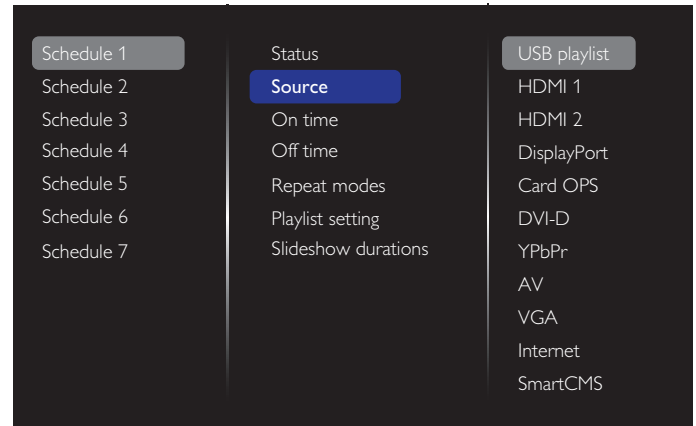 Schedule 1
Schedule 2
Schedule 3
Schedule 4
Schedule 5
Schedule 6
Schedule 7
Status
Source
On time
Off time
Repeat modes
Playlist setting
Slideshow durations
USB playlist
HDMI 1
HDMI 2
DisplayPort
Card OPS
DVI-D
YPbPr
AV
VGA
Internet
SmartCMS